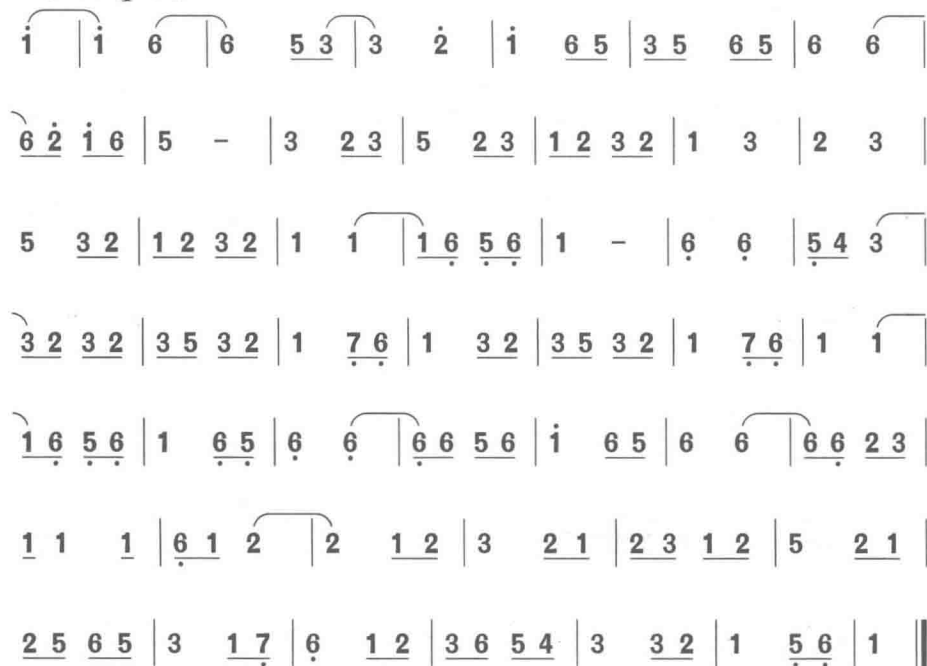 i̇ | i̇ 6 | 6 5 3 | 3 2̇ | i̇ 6 5 | 3 5 6 5 | 6 6 |
6 2̇ 1̇ 6 | 5 – | 3 2 3 | 5 2 3 | 1 2 3 2 | 1 3 | 2 3 |
5 3 2 | 1 2 3 2 | 1 1 | 1 6̣ 5̣ 6̣ | 1 – | 6̣ 6̣ | 5̣ 4 3 |
3 2 3 2 | 3 5 3 2 | 1 7̣ 6̣ | 1 3 2 | 3 5 3 2 | 1 7̣ 6̣ | 1 1 |
1 6̣ 5̣ 6̣ | 1 6̣ 5̣ | 6̣ 6̣ | 6̣ 6 5 6 | 1̇ 6 5 | 6 6 | 6 6̣ 2 3 |
1 1 1 | 6̣ 1 2 | 2 1 2 | 3 2 1 | 2 3 1 2 | 5 2 1 |
2 5 6 5 | 3 1 7̣ | 6̣ 1 2 | 3 6 5 4 | 3 3 2 | 1 5̣ 6̣ | 1 ‖